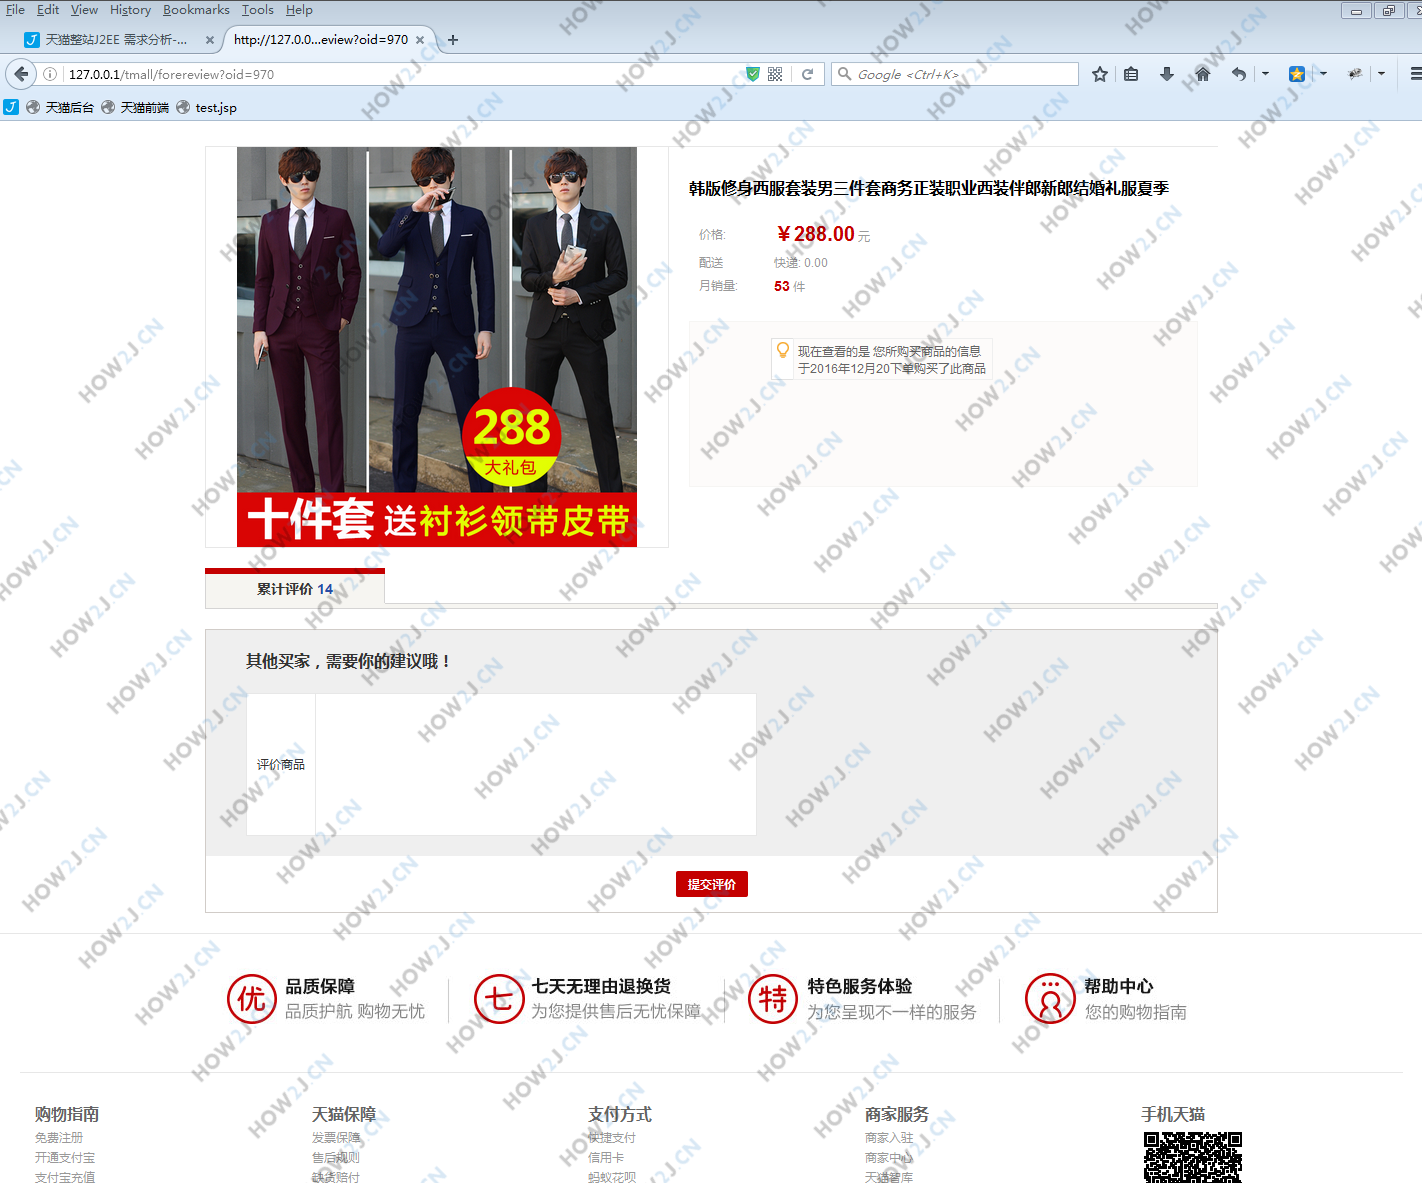 File Edit View History Bookmarks Tools Help
天猫整站J2EE 需求分析-...
http://127.0.0...eview?oid=970
127.0.0.1/tmall/forereview?oid=970
Google <Ctrl+K>
天猫后台 天猫前端 test.jsp
韩版修身西服套装男三件套商务正装职业西装伴郎新郎结婚礼服夏季
价格: ￥288.00 元
配送 快递: 0.00
月销量: 53 件
现在查看的是 您所购买商品的信息
于2016年12月20下单购买了此商品
288
大礼包
十件套 送衬衫领带皮带
累计评价 14
其他买家，需要你的建议哦！
评价商品
提交评价
优 品质保障
品质护航 购物无忧
七 七天无理由退换货
为您提供售后无忧保障
特 特色服务体验
为您呈现不一样的服务
帮助中心
您的购物指南
购物指南 天猫保障 支付方式 商家服务 手机天猫
免费注册 发票保障 快捷支付 商家入驻
开通支付宝 售后规则 信用卡 商家中心
支付宝充值 缺货赔付 蚂蚁花呗 天猫智库
HOW2J.CN